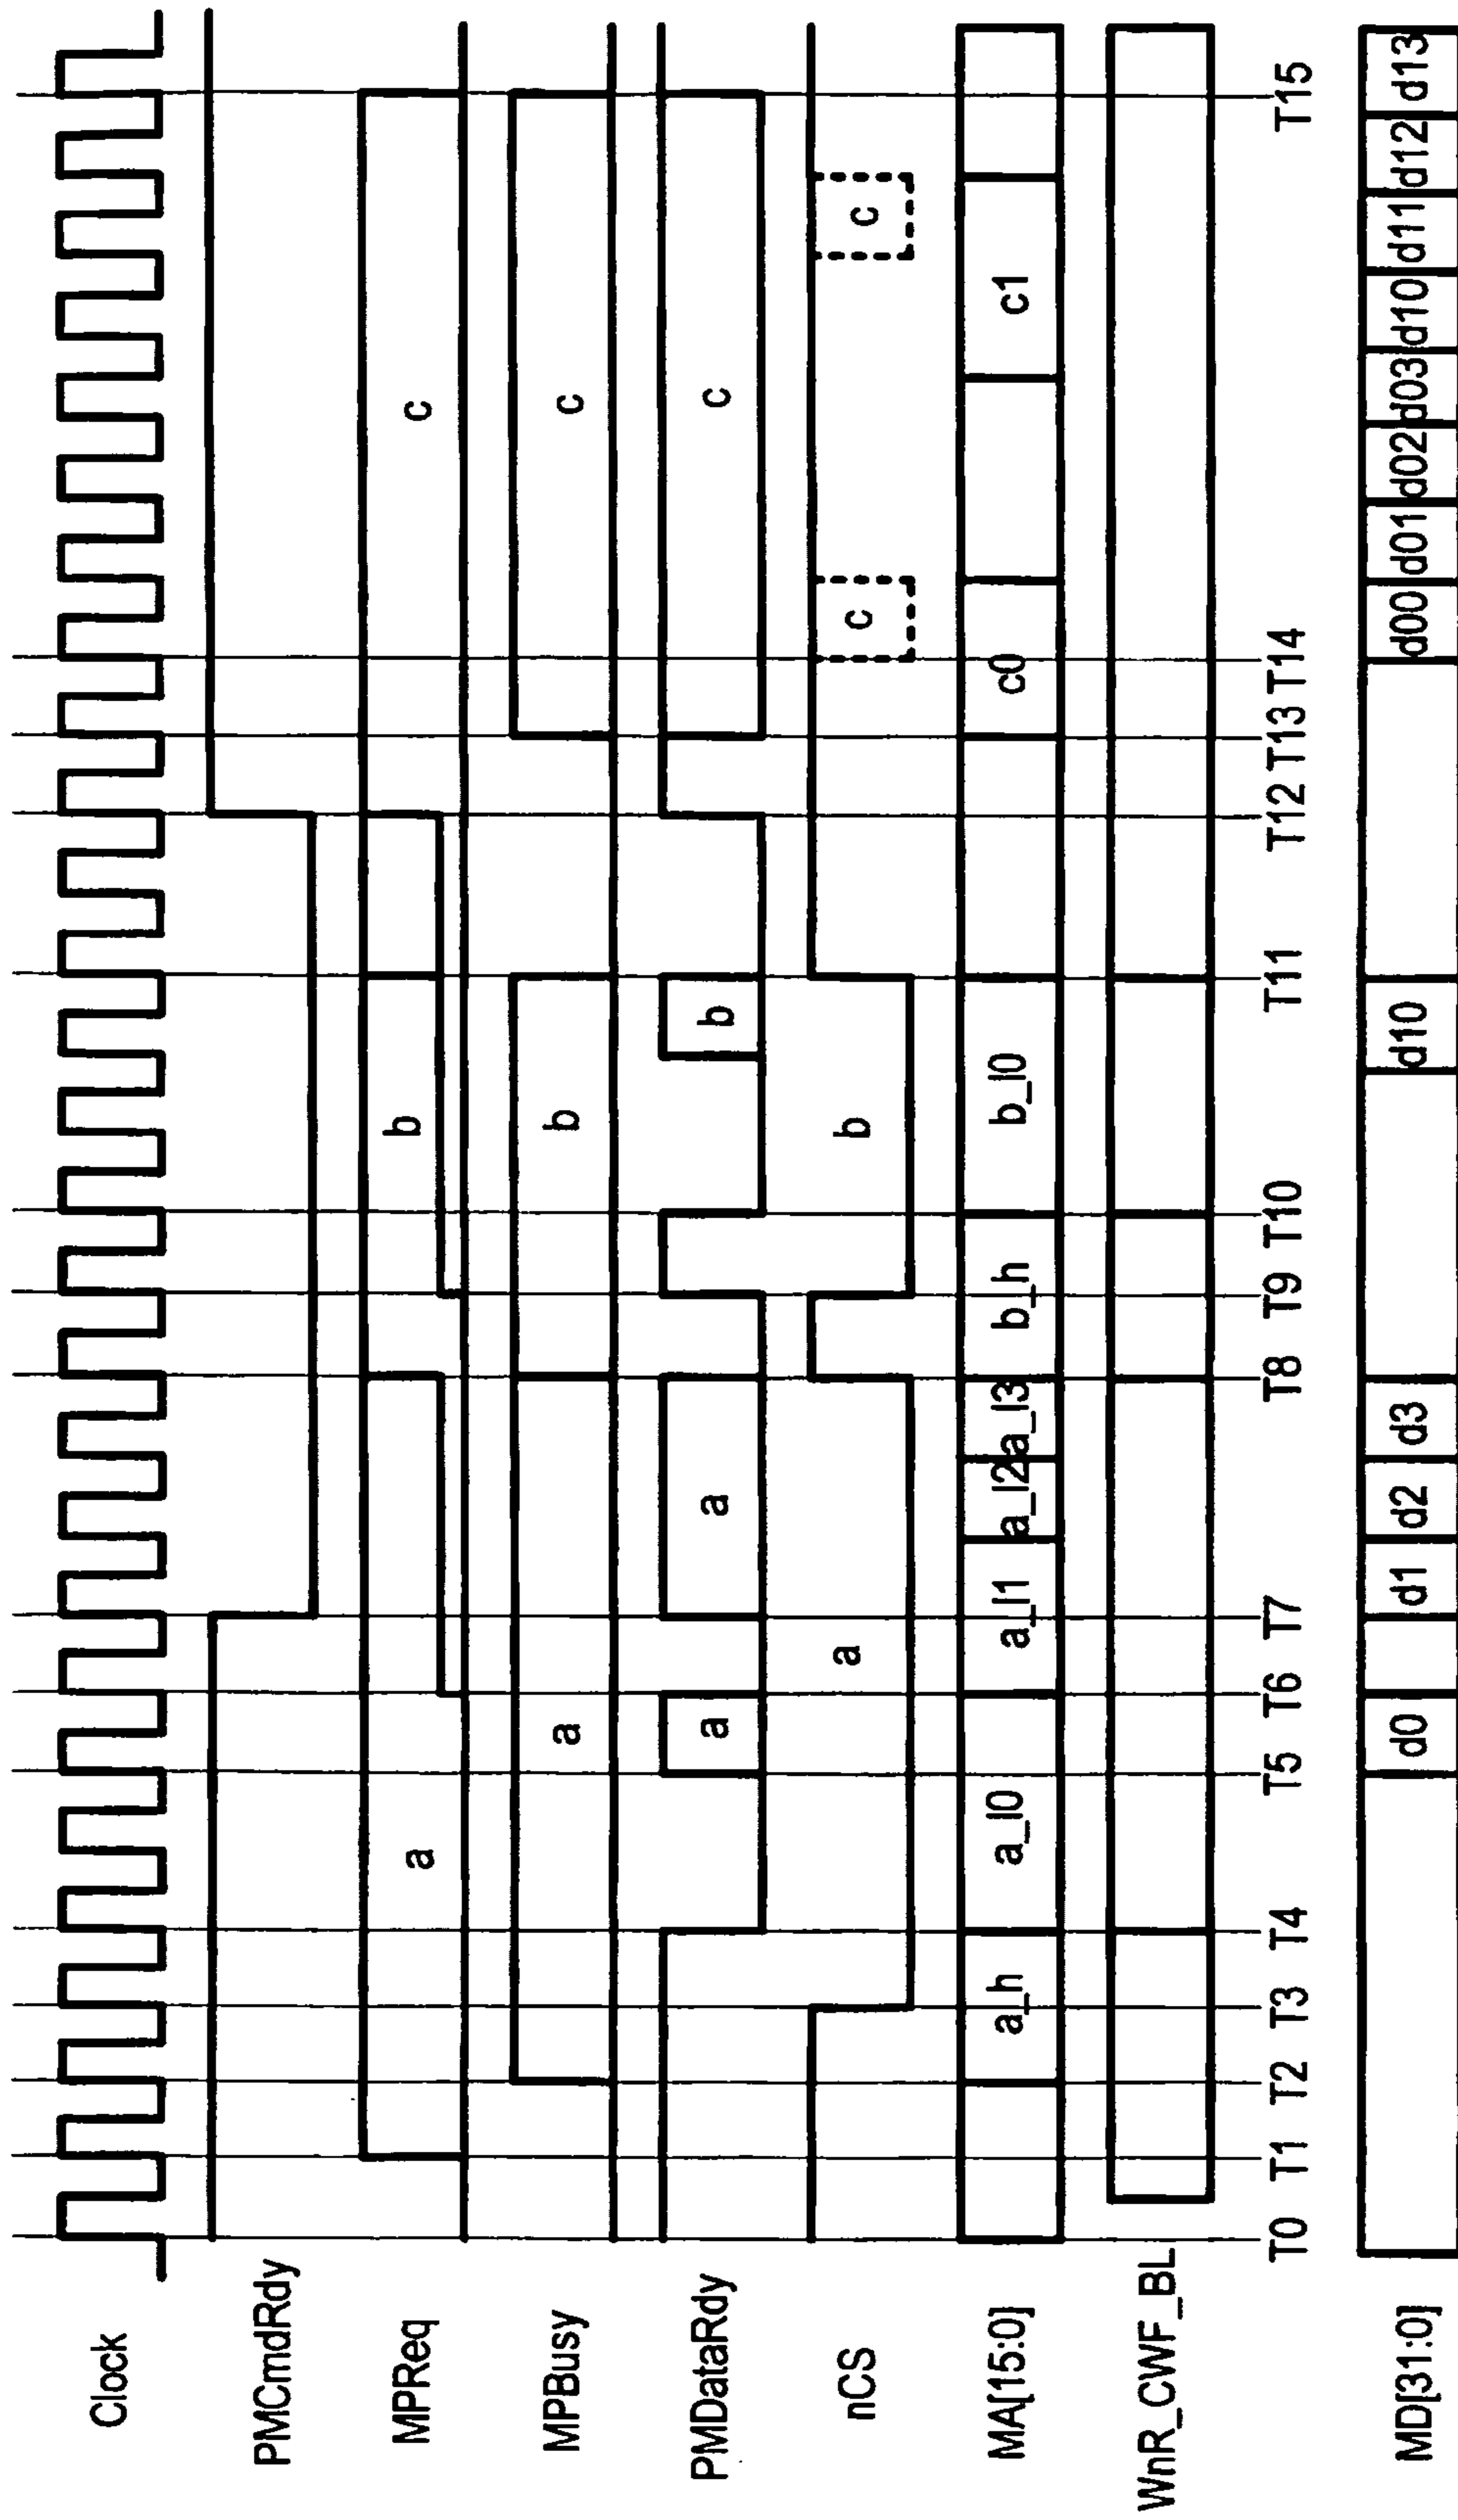 Clock
PMCmdRdy
MPReq a b c
MPBusy a b c
PMDataRdy a a b c
nCS a b c c
MA[15:0] a_h a_l0 a_l1 a_l2 a_l3 b_h b_l0 c0 c1
WnR_CWF_BL
T0 T1 T2 T3 T4 T5 T6 T7 T8 T9 T10 T11 T12 T13 T14 T15
MD[31:0] d0 d1 d2 d3 d10 d00 d01 d02 d03 d10 d11 d12 d13